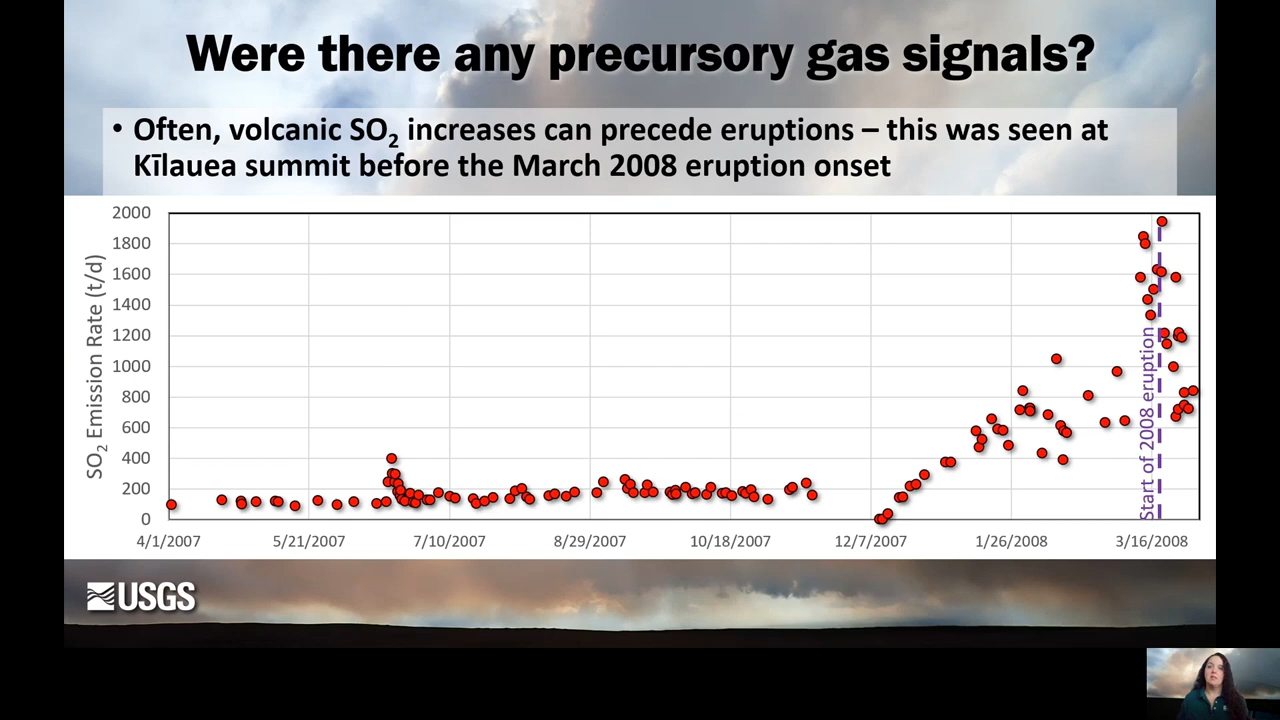 Were there any precursory gas signals?
• Often, volcanic SO₂ increases can precede eruptions – this was seen at
Kīlauea summit before the March 2008 eruption onset
SO₂ Emission Rate (t/d)
2000
1800
1600
1400
1200
1000
800
600
400
200
0
Start of 2008 eruption
4/1/2007 5/21/2007 7/10/2007 8/29/2007 10/18/2007 12/7/2007 1/26/2008 3/16/2008
USGS